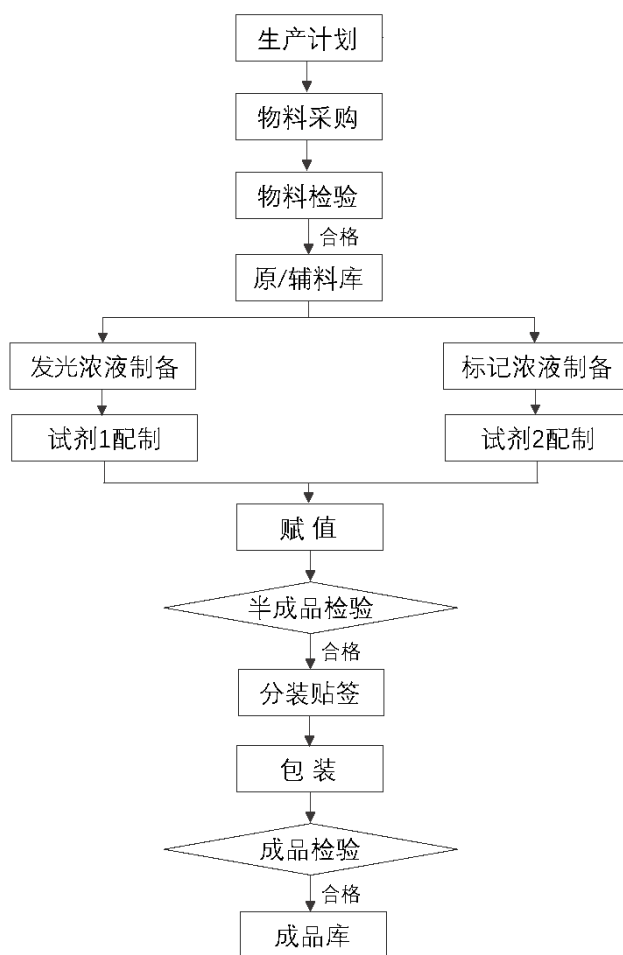 生产计划
物料采购
物料检验
合格
原/辅料库
发光浓液制备
标记浓液制备
试剂1配制
试剂2配制
赋 值
半成品检验
合格
分装贴签
包 装
成品检验
合格
成品库